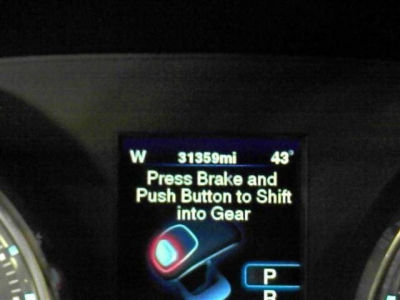 W 31359mi 43°
Press Brake and
Push Button to Shift
into Gear
P
R